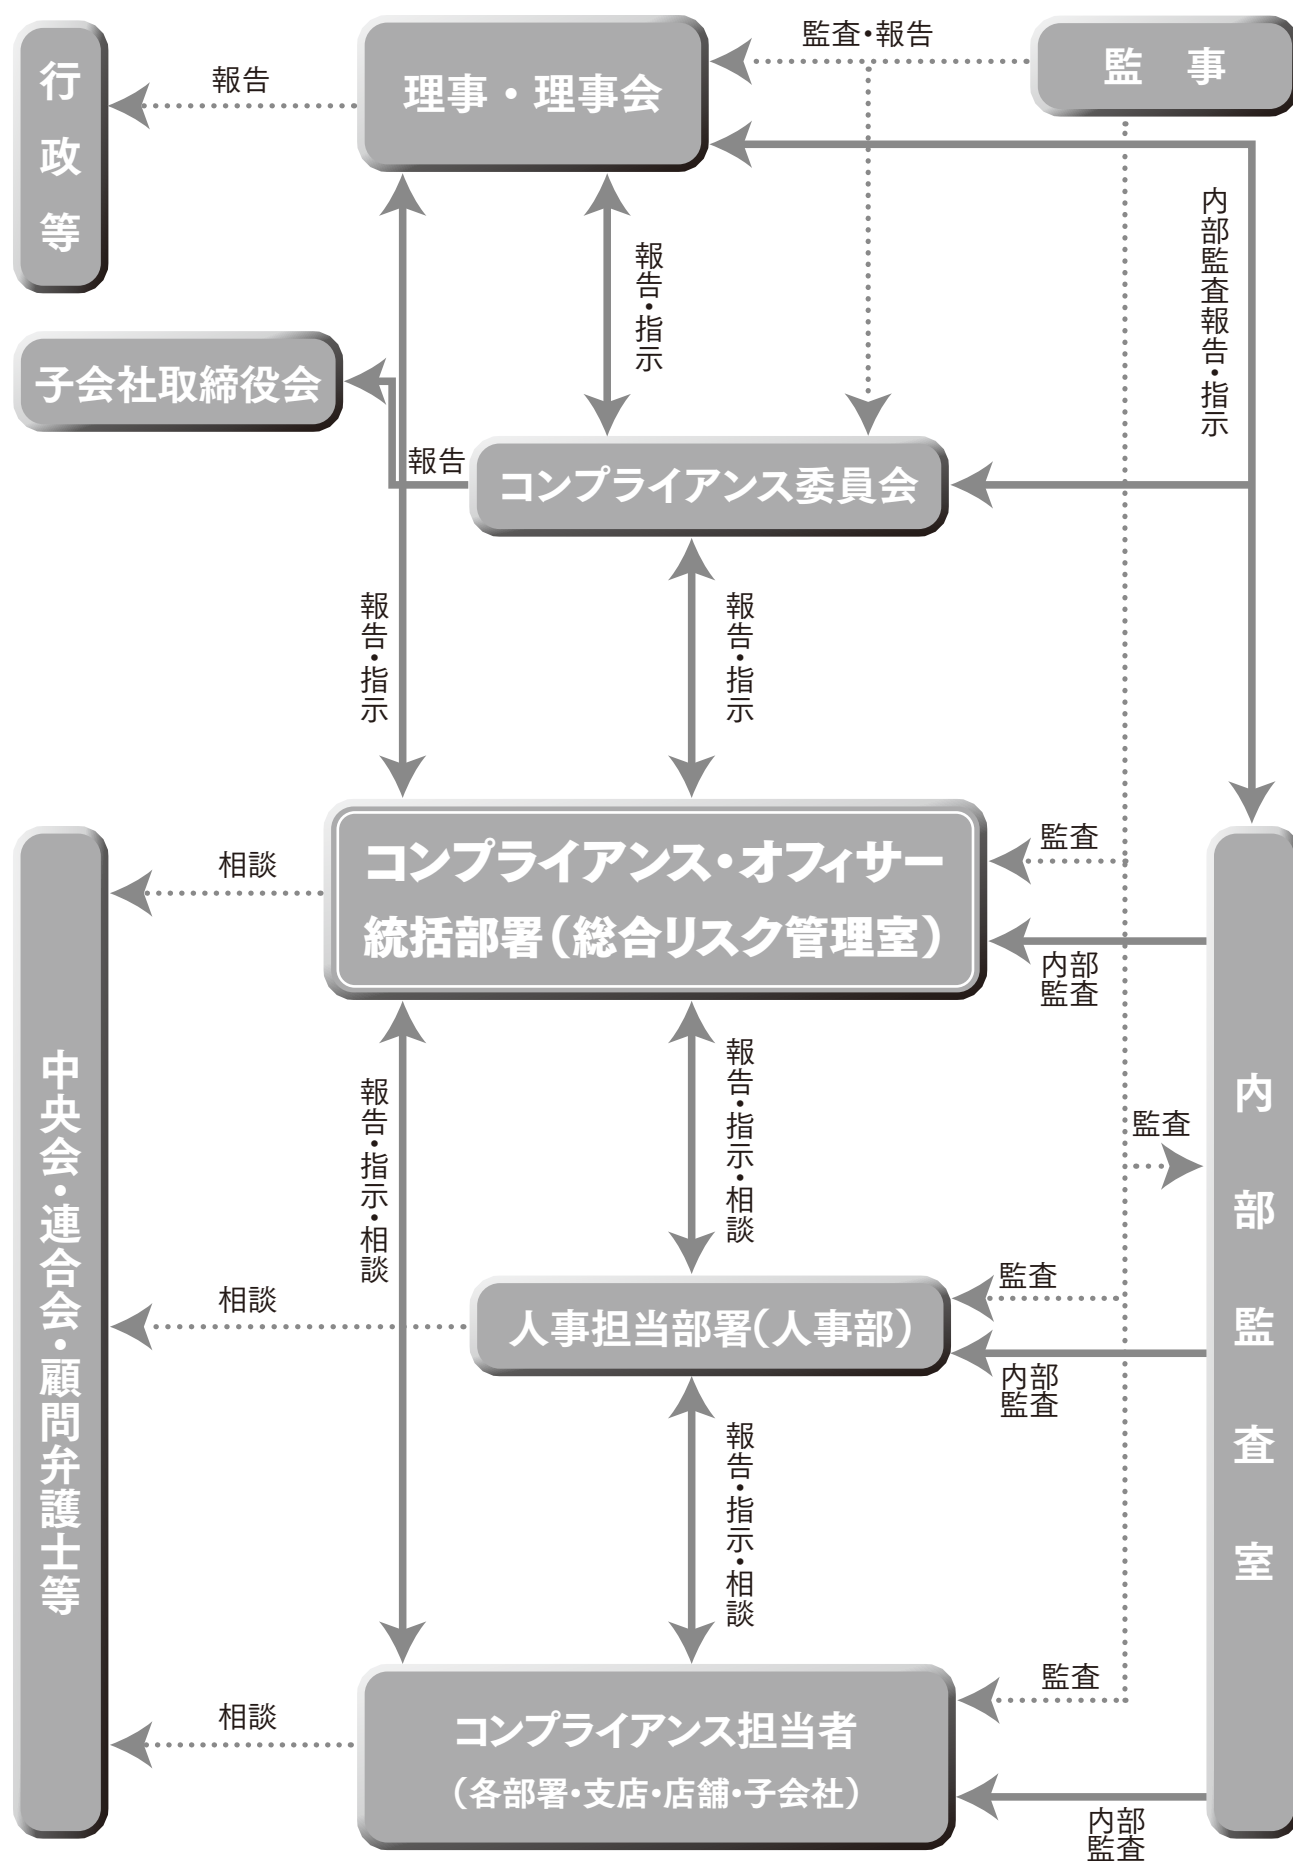 行政等
報告
理事・理事会
監査・報告
監　事
内部監査報告・指示
報告・指示
子会社取締役会
報告
コンプライアンス委員会
報告・指示
報告・指示
コンプライアンス・オフィサー
統括部署（総合リスク管理室）
相談
監査
内部
監査
中央会・連合会・顧問弁護士等
内部監査室
報告・指示・相談
報告・指示・相談
監査
相談
人事担当部署（人事部）
監査
内部
監査
報告・指示・相談
相談
コンプライアンス担当者
（各部署・支店・店舗・子会社）
監査
内部
監査